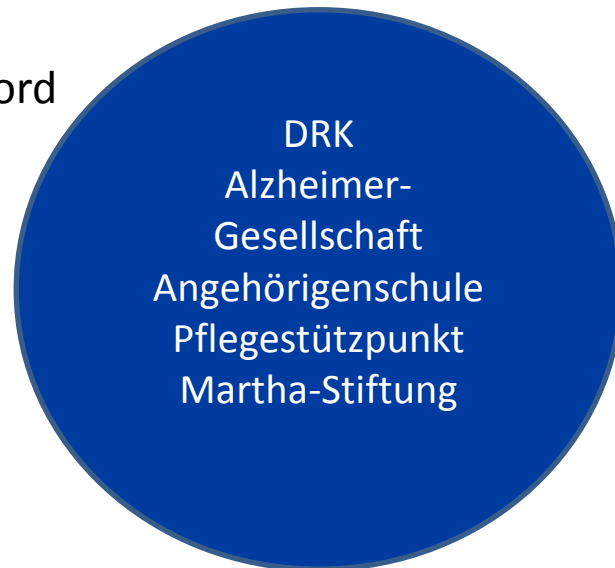 ord
DRK
Alzheimer-
Gesellschaft
Angehörigenschule
Pflegestützpunkt
Martha-Stiftung